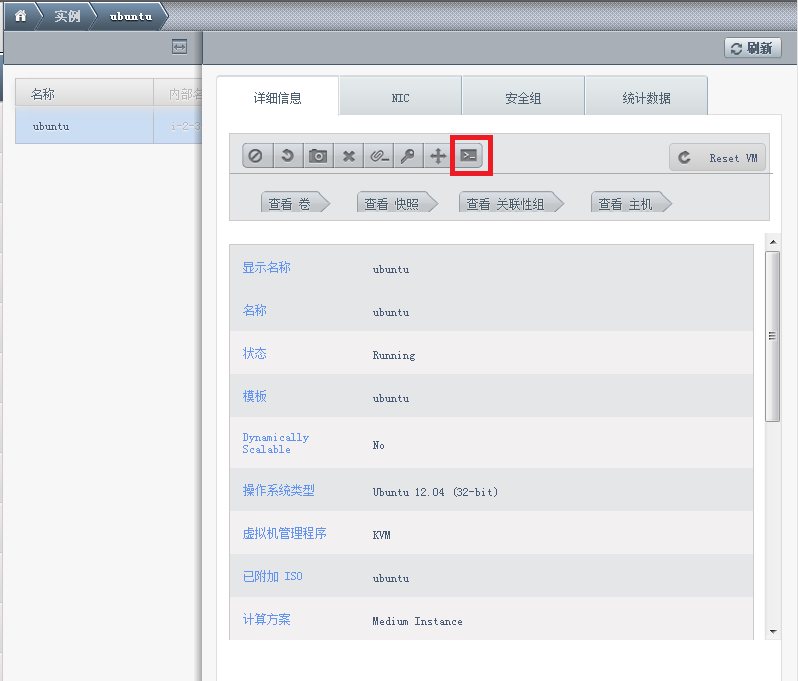 实例
ubuntu
刷新
名称
内部名
ubuntu
i-2-3
详细信息
NIC
安全组
统计数据
Reset VM
查看 卷
查看 快照
查看 关联性组
查看 主机
显示名称
ubuntu
名称
ubuntu
状态
Running
模板
ubuntu
Dynamically
Scalable
No
操作系统类型
Ubuntu 12.04 (32-bit)
虚拟机管理程序
KVM
已附加 ISO
ubuntu
计算方案
Medium Instance